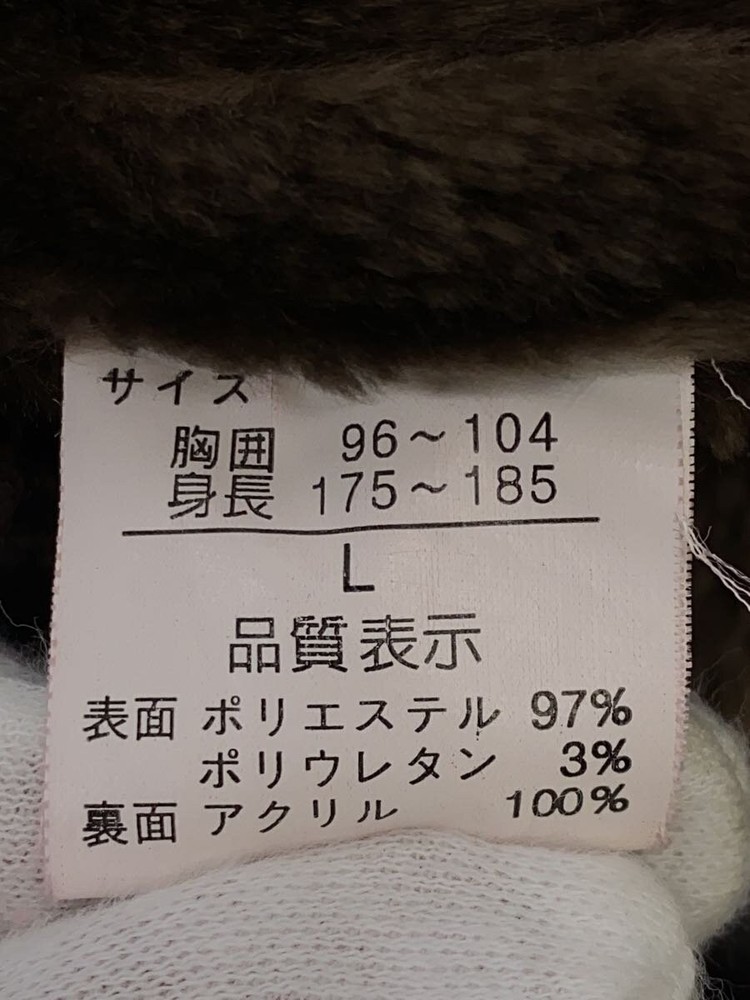 サイズ
胸囲 96～104
身長 175～185
L
品質表示
表面 ポリエステル 97%
ポリウレタン 3%
裏面 アクリル 100%